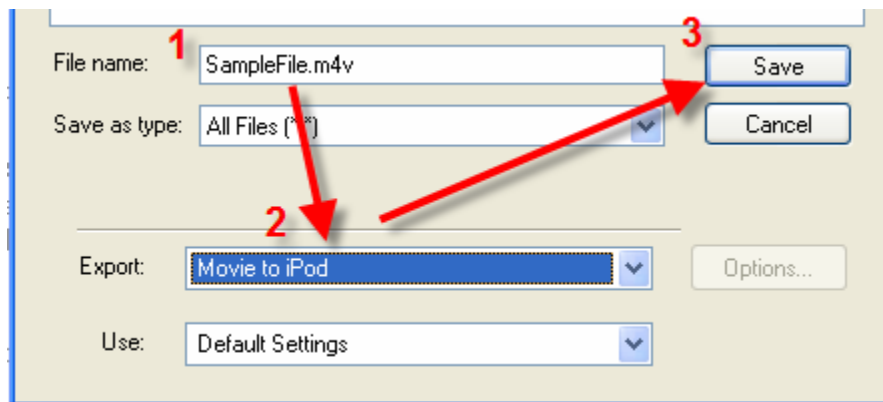 1
File name: SampleFile.m4v
3
Save
Save as type: All Files (*.*)
Cancel
2
Export: Movie to iPod
Options...
Use: Default Settings